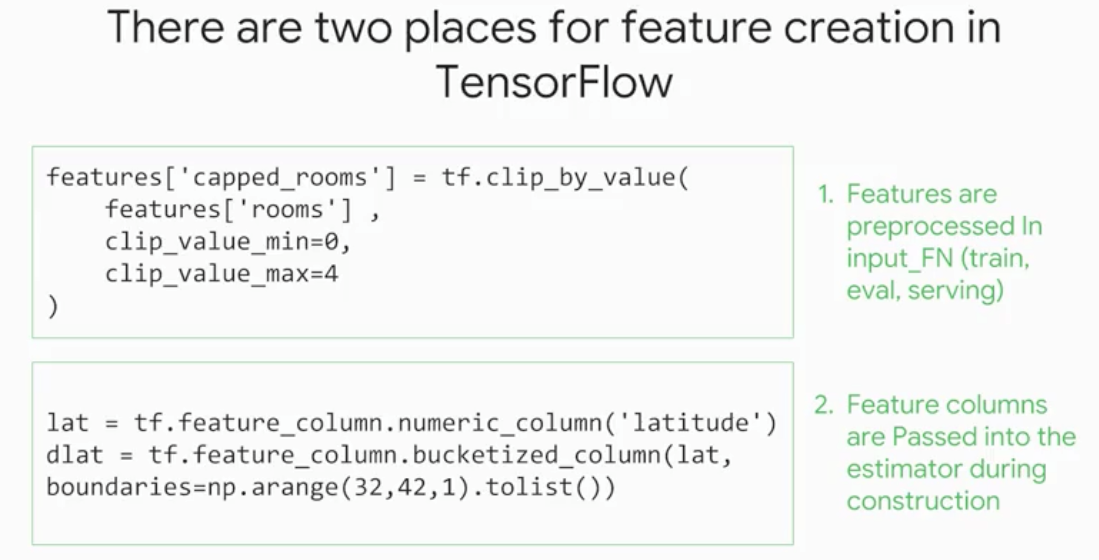 There are two places for feature creation in
TensorFlow
features['capped_rooms'] = tf.clip_by_value(
features['rooms'] ,
clip_value_min=0,
clip_value_max=4
)
1. Features are
preprocessed In
input_FN (train,
eval, serving)
lat = tf.feature_column.numeric_column('latitude')
dlat = tf.feature_column.bucketized_column(lat,
boundaries=np.arange(32,42,1).tolist())
2. Feature columns
are Passed into the
estimator during
construction